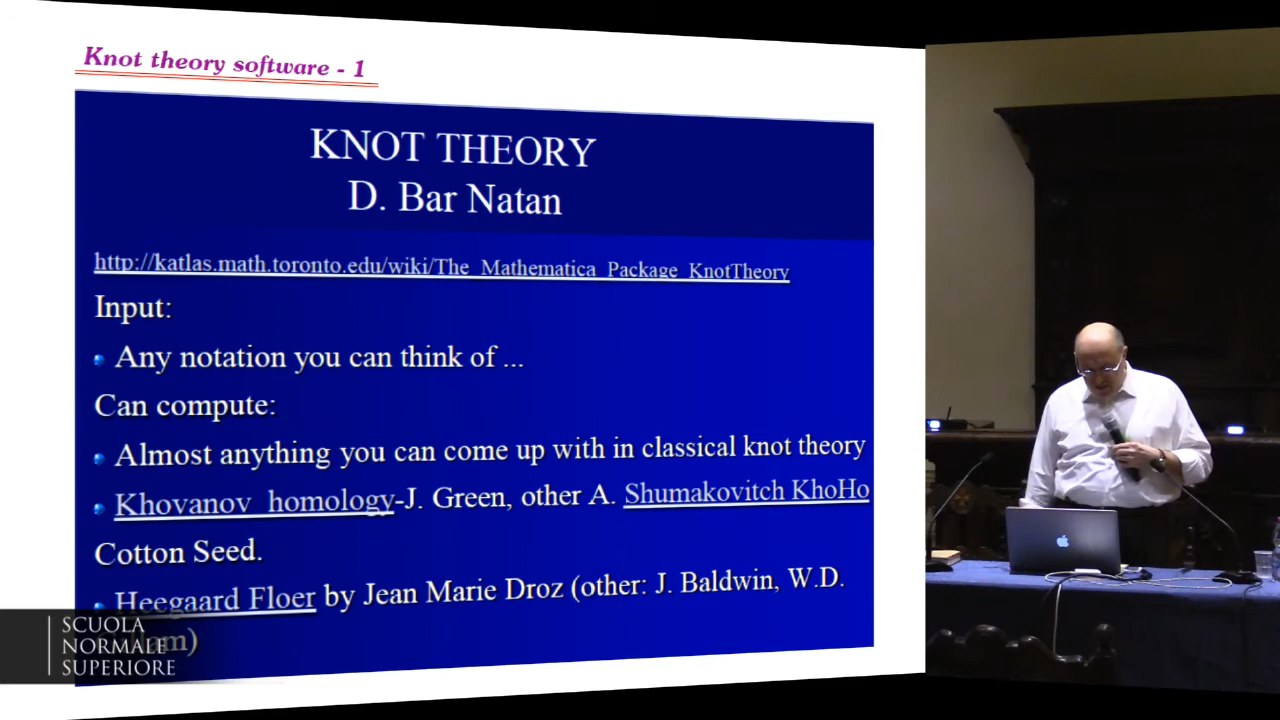 Knot theory software - 1
KNOT THEORY
D. Bar Natan
http://katlas.math.toronto.edu/wiki/The_Mathematica_Package_KnotTheory
Input:
Any notation you can think of ...
Can compute:
Almost anything you can come up with in classical knot theory
Khovanov homology-J. Green, other A. Shumakovitch KhoHo
Cotton Seed.
Heegaard Floer by Jean Marie Droz (other: J. Baldwin, W.D.
SCUOLA
NORMALE
SUPERIORE